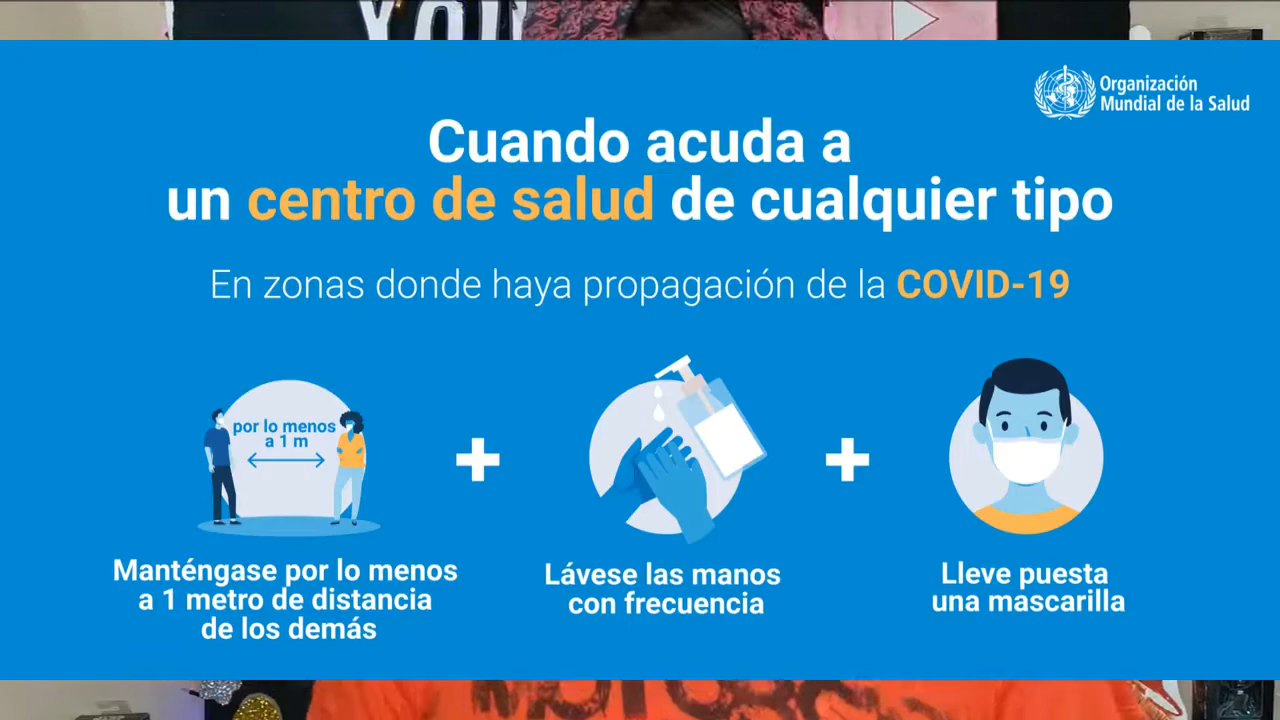 YOU
Organización
Mundial de la Salud
Cuando acuda a
un centro de salud de cualquier tipo
En zonas donde haya propagación de la COVID-19
por lo menos
a 1 m
Manténgase por lo menos
a 1 metro de distancia
de los demás
Lávese las manos
con frecuencia
Lleve puesta
una mascarilla